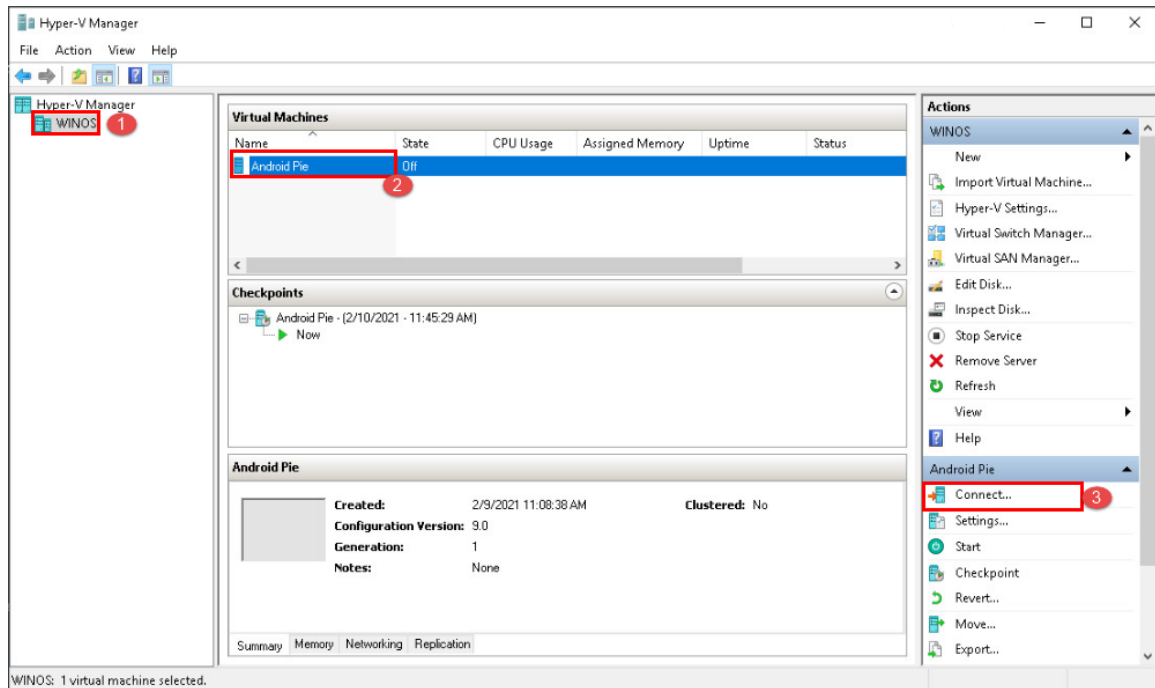 Hyper-V Manager
File Action View Help
Hyper-V Manager
WINOS 1
Virtual Machines
Name State CPU Usage Assigned Memory Uptime Status
Android Pie Off
2
Checkpoints
Android Pie - (2/10/2021 - 11:45:29 AM)
Now
Android Pie
Created: 2/9/2021 11:08:38 AM Clustered: No
Configuration Version: 9.0
Generation: 1
Notes: None
Summary Memory Networking Replication
Actions
WINOS
New
Import Virtual Machine...
Hyper-V Settings...
Virtual Switch Manager...
Virtual SAN Manager...
Edit Disk...
Inspect Disk...
Stop Service
Remove Server
Refresh
View
Help
Android Pie
Connect... 3
Settings...
Start
Checkpoint
Revert...
Move...
Export...
WINOS: 1 virtual machine selected.